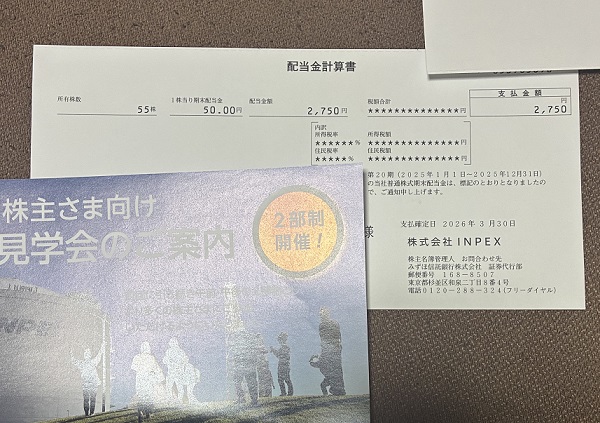 配当金計算書
所有株数 1株当り期末配当金 配当金額 税額合計 支払金額
55株 50.00円 2,750円 **************円 円 2,750
内訳
所得税率 所得税額
******% **************円
住民税率 住民税額
*****% **************円
第20期(2025年1月1日~2025年12月31日)
の当社普通株式期末配当金は、標記のとおりとなりましたの
で、ご通知申し上げます。
様
支払確定日 2026年 3月30日
株式会社INPEX
株主名簿管理人 お問合わせ先
みずほ信託銀行株式会社 証券代行部
郵便番号 168-8507
東京都杉並区和泉二丁目8番4号
電話0120-288-324(フリーダイヤル)
株主さま向け
見学会のご案内
2部制
開催!